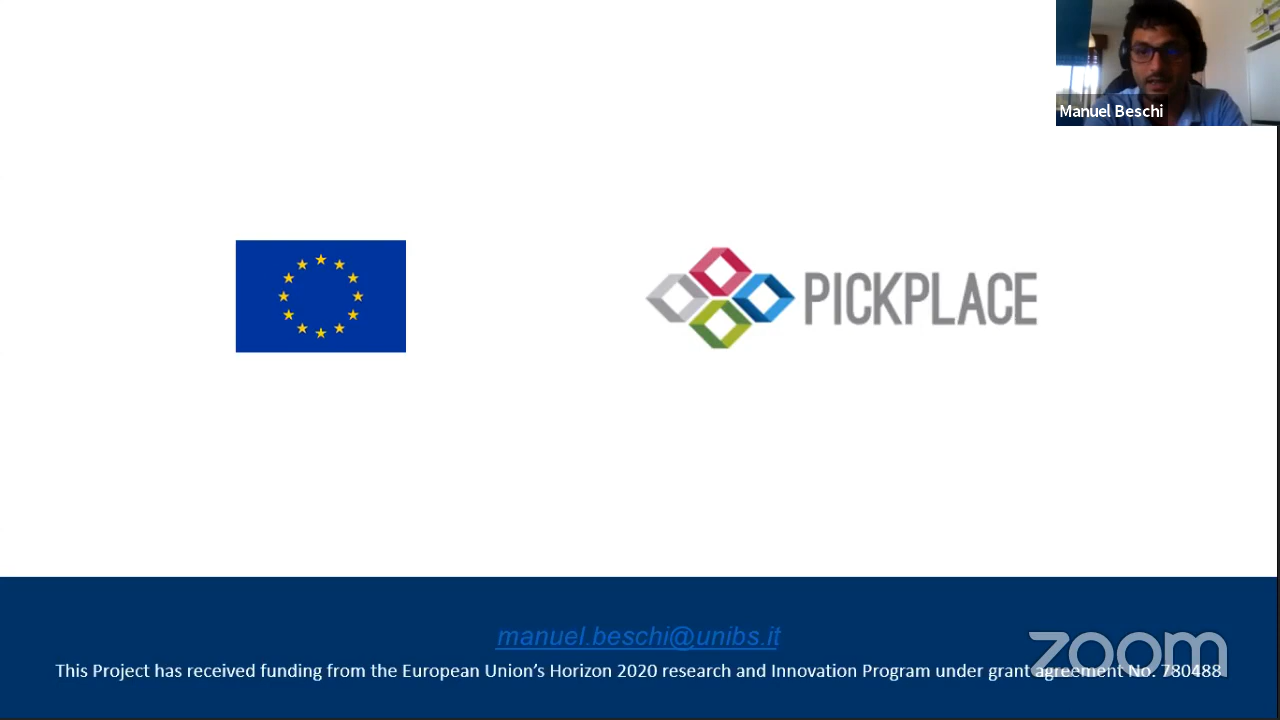 Manuel Beschi
PICKPLACE
manuel.beschi@unibs.it
zoom
This Project has received funding from the European Union’s Horizon 2020 research and Innovation Program under grant agreement No. 780488